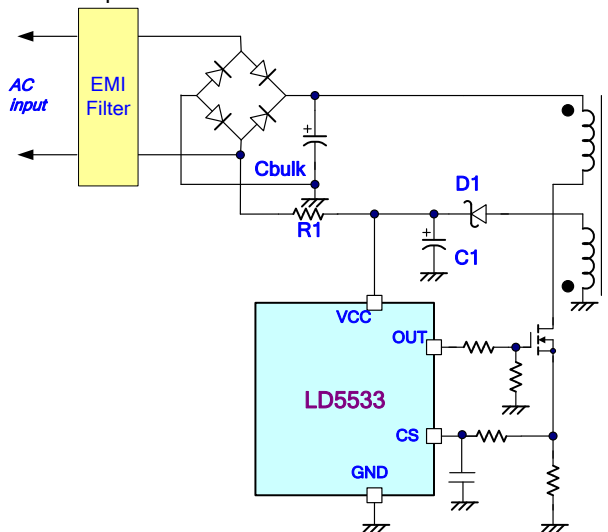 AC
input
EMI
Filter
Cbulk
D1
R1
C1
VCC
OUT
LD5533
CS
GND